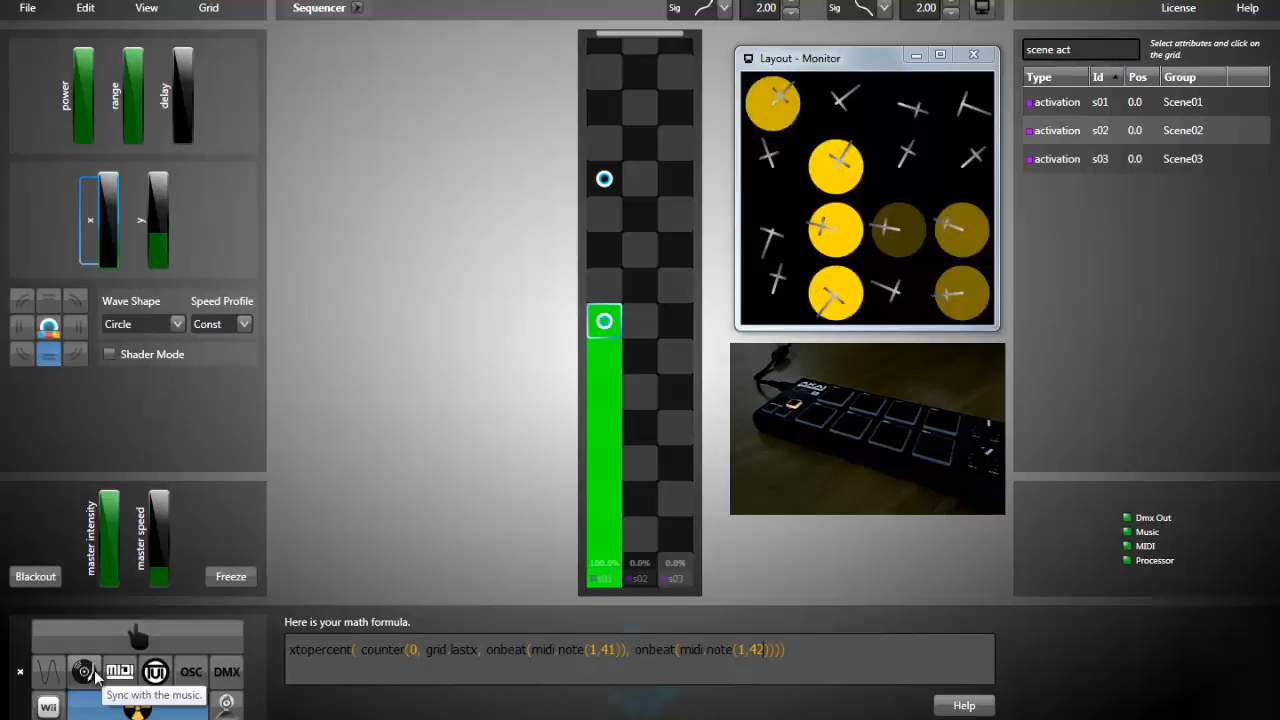 File Edit View Grid Sequencer Sig 2.00 Sig 2.00 License Help
power range delay
x y
Wave Shape Speed Profile
Circle Const
Shader Mode
master intensity master speed
Blackout Freeze
100.0% 0.0% 0.0%
s01 s02 s03
Layout - Monitor
AKAI
scene act Select attributes and click on
the grid.
Type Id Pos Group
activation s01 0.0 Scene01
activation s02 0.0 Scene02
activation s03 0.0 Scene03
Dmx Out
Music
MIDI
Processor
Here is your math formula.
xtopercent( counter(0, grid.lastx, onbeat(midi.note(1,41)), onbeat(midi.note(1,42))))
MIDI OSC DMX
Sync with the music.
Wii
Help